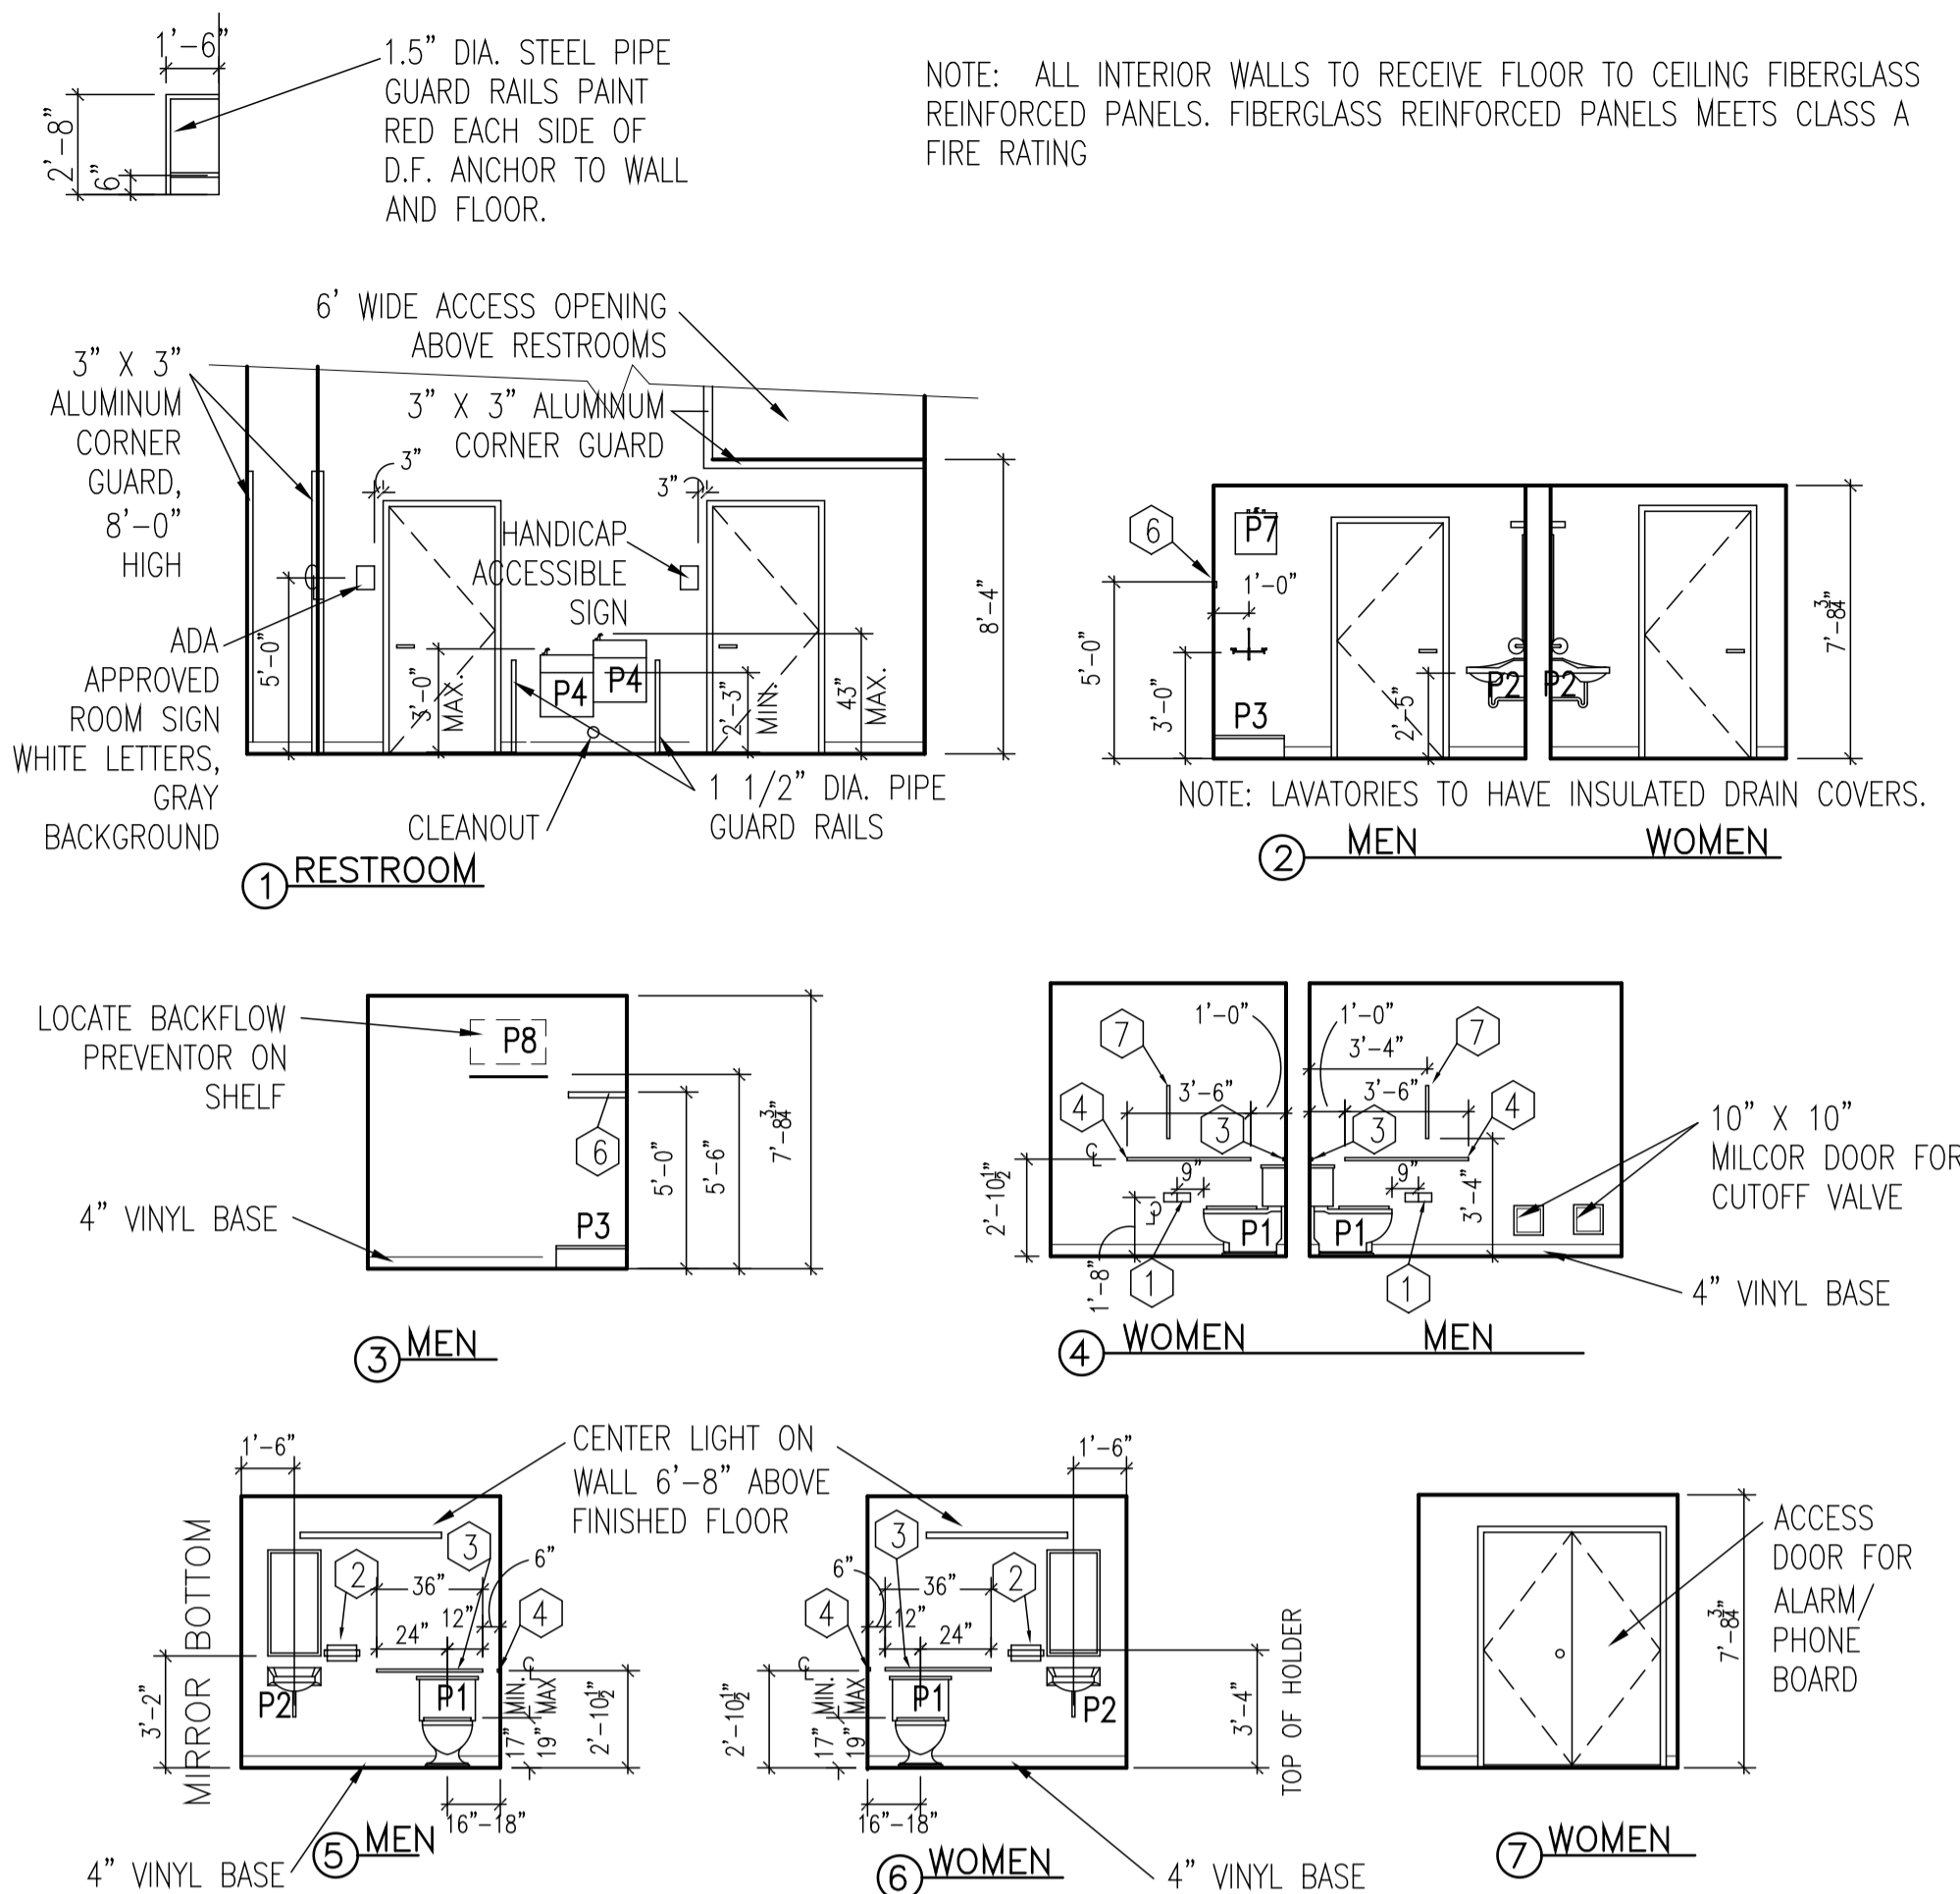 1'-6"
2'-8"
6"
1.5" DIA. STEEL PIPE
GUARD RAILS PAINT
RED EACH SIDE OF
D.F. ANCHOR TO WALL
AND FLOOR.
NOTE: ALL INTERIOR WALLS TO RECEIVE FLOOR TO CEILING FIBERGLASS
REINFORCED PANELS. FIBERGLASS REINFORCED PANELS MEETS CLASS A
FIRE RATING
6' WIDE ACCESS OPENING
ABOVE RESTROOMS
3" X 3"
ALUMINUM
CORNER
GUARD,
8'-0"
HIGH
3" X 3" ALUMINUM
CORNER GUARD
3"
3"
HANDICAP
ACCESSIBLE
SIGN
ADA
APPROVED
ROOM SIGN
WHITE LETTERS,
GRAY
BACKGROUND
5'-0"
3'-0"
MAX.
P4
P4
2'-3"
MIN.
43"
MAX.
8'-4"
CLEANOUT
1 1/2" DIA. PIPE
GUARD RAILS
1 RESTROOM
6
P7
1'-0"
5'-0"
3'-0"
P3
2'-5"
P2
P2
7'-8 3/4"
NOTE: LAVATORIES TO HAVE INSULATED DRAIN COVERS.
2 MEN WOMEN
LOCATE BACKFLOW
PREVENTOR ON
SHELF
P8
6
5'-0"
5'-6"
7'-8 3/4"
4" VINYL BASE
P3
3 MEN
7
1'-0"
1'-0"
3'-4"
7
4
3'-6"
3
3'-6"
3
4
C L
2'-10 1/2"
9"
C L
1'-8"
P1
1
9"
P1
1
3'-4"
10" X 10"
MILCOR DOOR FOR
CUTOFF VALVE
4" VINYL BASE
4 WOMEN MEN
1'-6"
CENTER LIGHT ON
WALL 6'-8" ABOVE
FINISHED FLOOR
MIRROR BOTTOM
3'-2"
2
3
6"
36"
24"
12"
4
P2
P1
C L
17" MIN.
19" MAX
2'-10 1/2"
16"-18"
4" VINYL BASE
5 MEN
1'-6"
3
6"
36"
2
4
12"
24"
C L
2'-10 1/2"
17" MIN.
19" MAX
P1
P2
3'-4"
TOP OF HOLDER
16"-18"
4" VINYL BASE
6 WOMEN
ACCESS
DOOR FOR
ALARM/
PHONE
BOARD
7'-8 3/4"
7 WOMEN